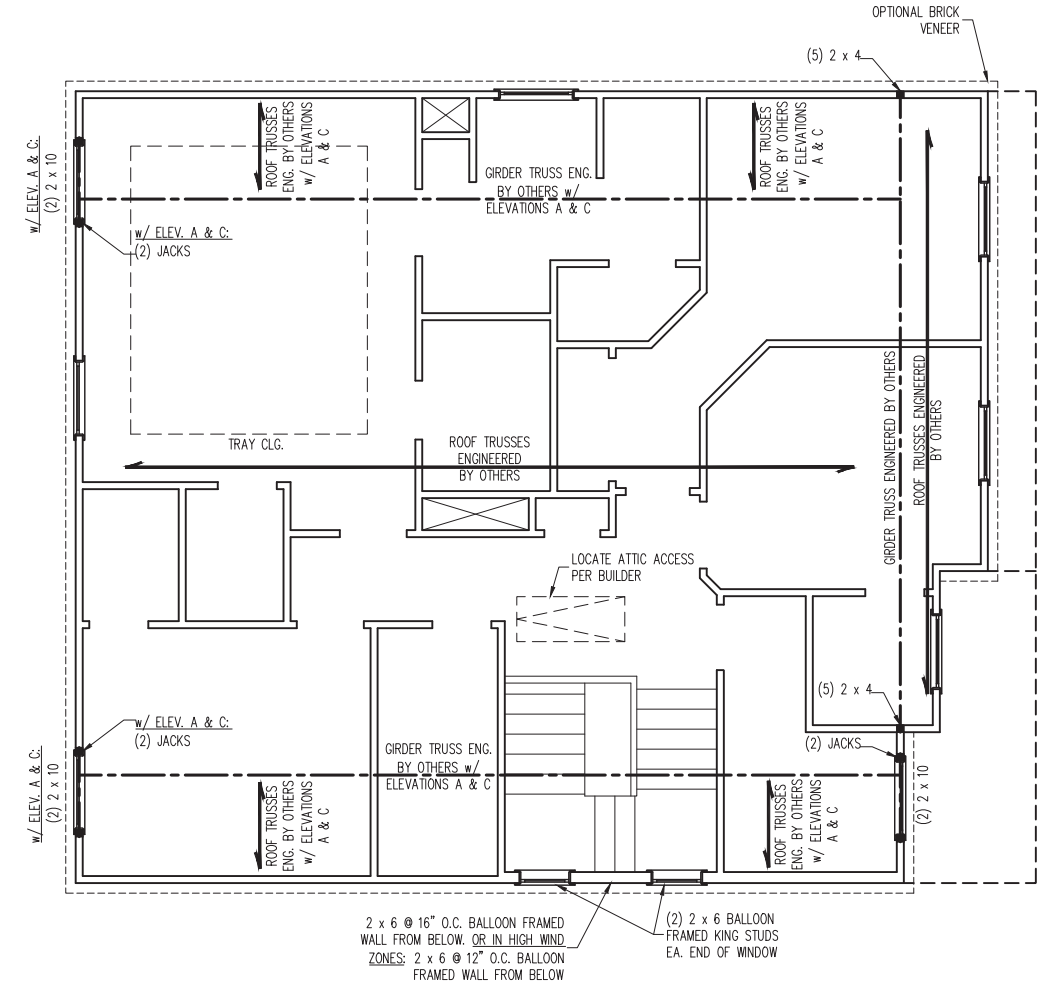 OPTIONAL BRICK
VENEER
(5) 2 x 4
w/ ELEV. A & C:
(2) 2 x 10
ROOF TRUSSES
ENG. BY OTHERS
w/ ELEVATIONS
A & C
GIRDER TRUSS ENG.
BY OTHERS w/
ELEVATIONS A & C
ROOF TRUSSES
ENG. BY OTHERS
w/ ELEVATIONS
A & C
w/ ELEV. A & C:
(2) JACKS
TRAY CLG.
ROOF TRUSSES
ENGINEERED
BY OTHERS
GIRDER TRUSS ENGINEERED BY OTHERS
ROOF TRUSSES ENGINEERED
BY OTHERS
LOCATE ATTIC ACCESS
PER BUILDER
(5) 2 x 4
w/ ELEV. A & C:
(2) JACKS
(2) JACKS
w/ ELEV. A & C:
(2) 2 x 10
GIRDER TRUSS ENG.
BY OTHERS w/
ELEVATIONS A & C
(2) 2 x 10
ROOF TRUSSES
ENG. BY OTHERS
w/ ELEVATIONS
A & C
ROOF TRUSSES
ENG. BY OTHERS
w/ ELEVATIONS
A & C
2 x 6 @ 16" O.C. BALLOON FRAMED
WALL FROM BELOW. OR IN HIGH WIND
ZONES: 2 x 6 @ 12" O.C. BALLOON
FRAMED WALL FROM BELOW
(2) 2 x 6 BALLOON
FRAMED KING STUDS
EA. END OF WINDOW